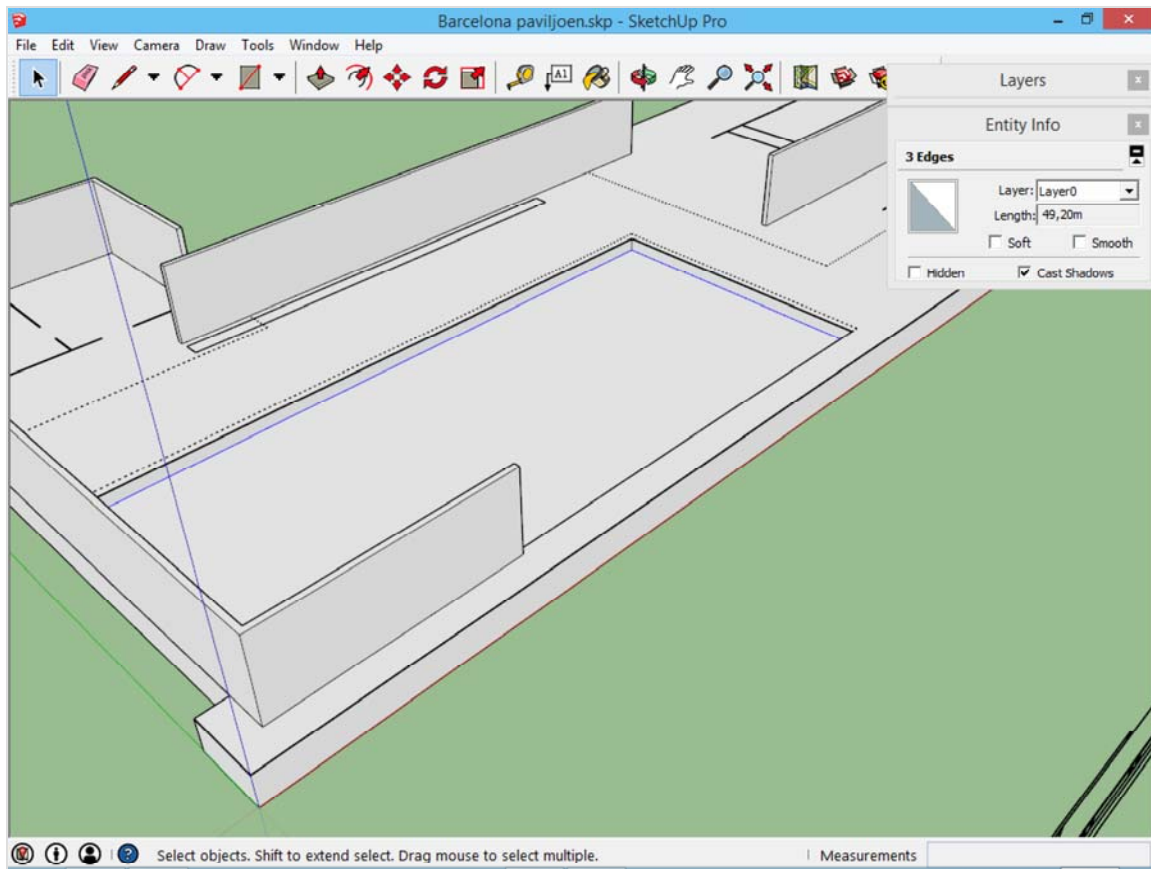 Barcelona paviljoen.skp - SketchUp Pro
File Edit View Camera Draw Tools Window Help
A1
Layers
Entity Info
3 Edges
Layer: Layer0
Length: 49,20m
Soft Smooth
Hidden Cast Shadows
Select objects. Shift to extend select. Drag mouse to select multiple.
Measurements